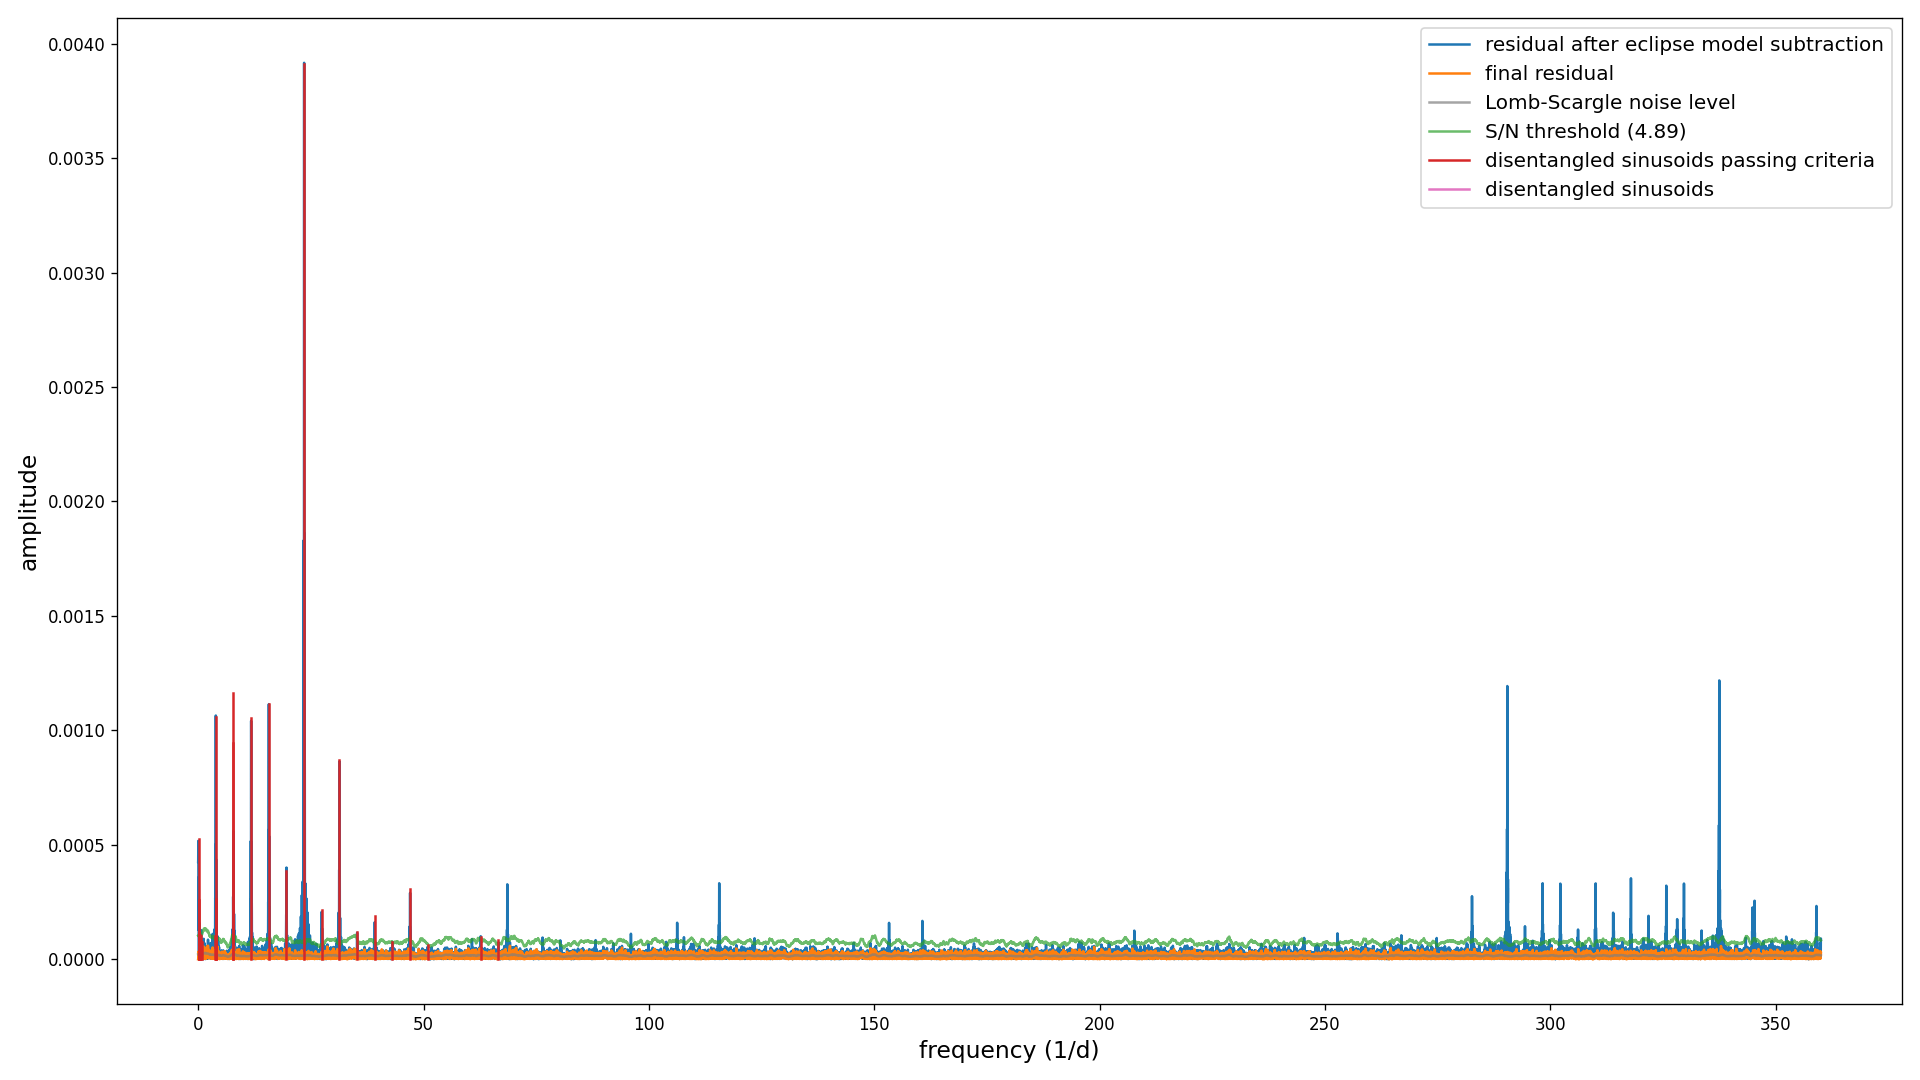 residual after eclipse model subtraction
final residual
Lomb-Scargle noise level
S/N threshold (4.89)
disentangled sinusoids passing criteria
disentangled sinusoids
0.0040
0.0035
0.0030
0.0025
0.0020
0.0015
0.0010
0.0005
0.0000
amplitude
0 50 100 150 200 250 300 350
frequency (1/d)